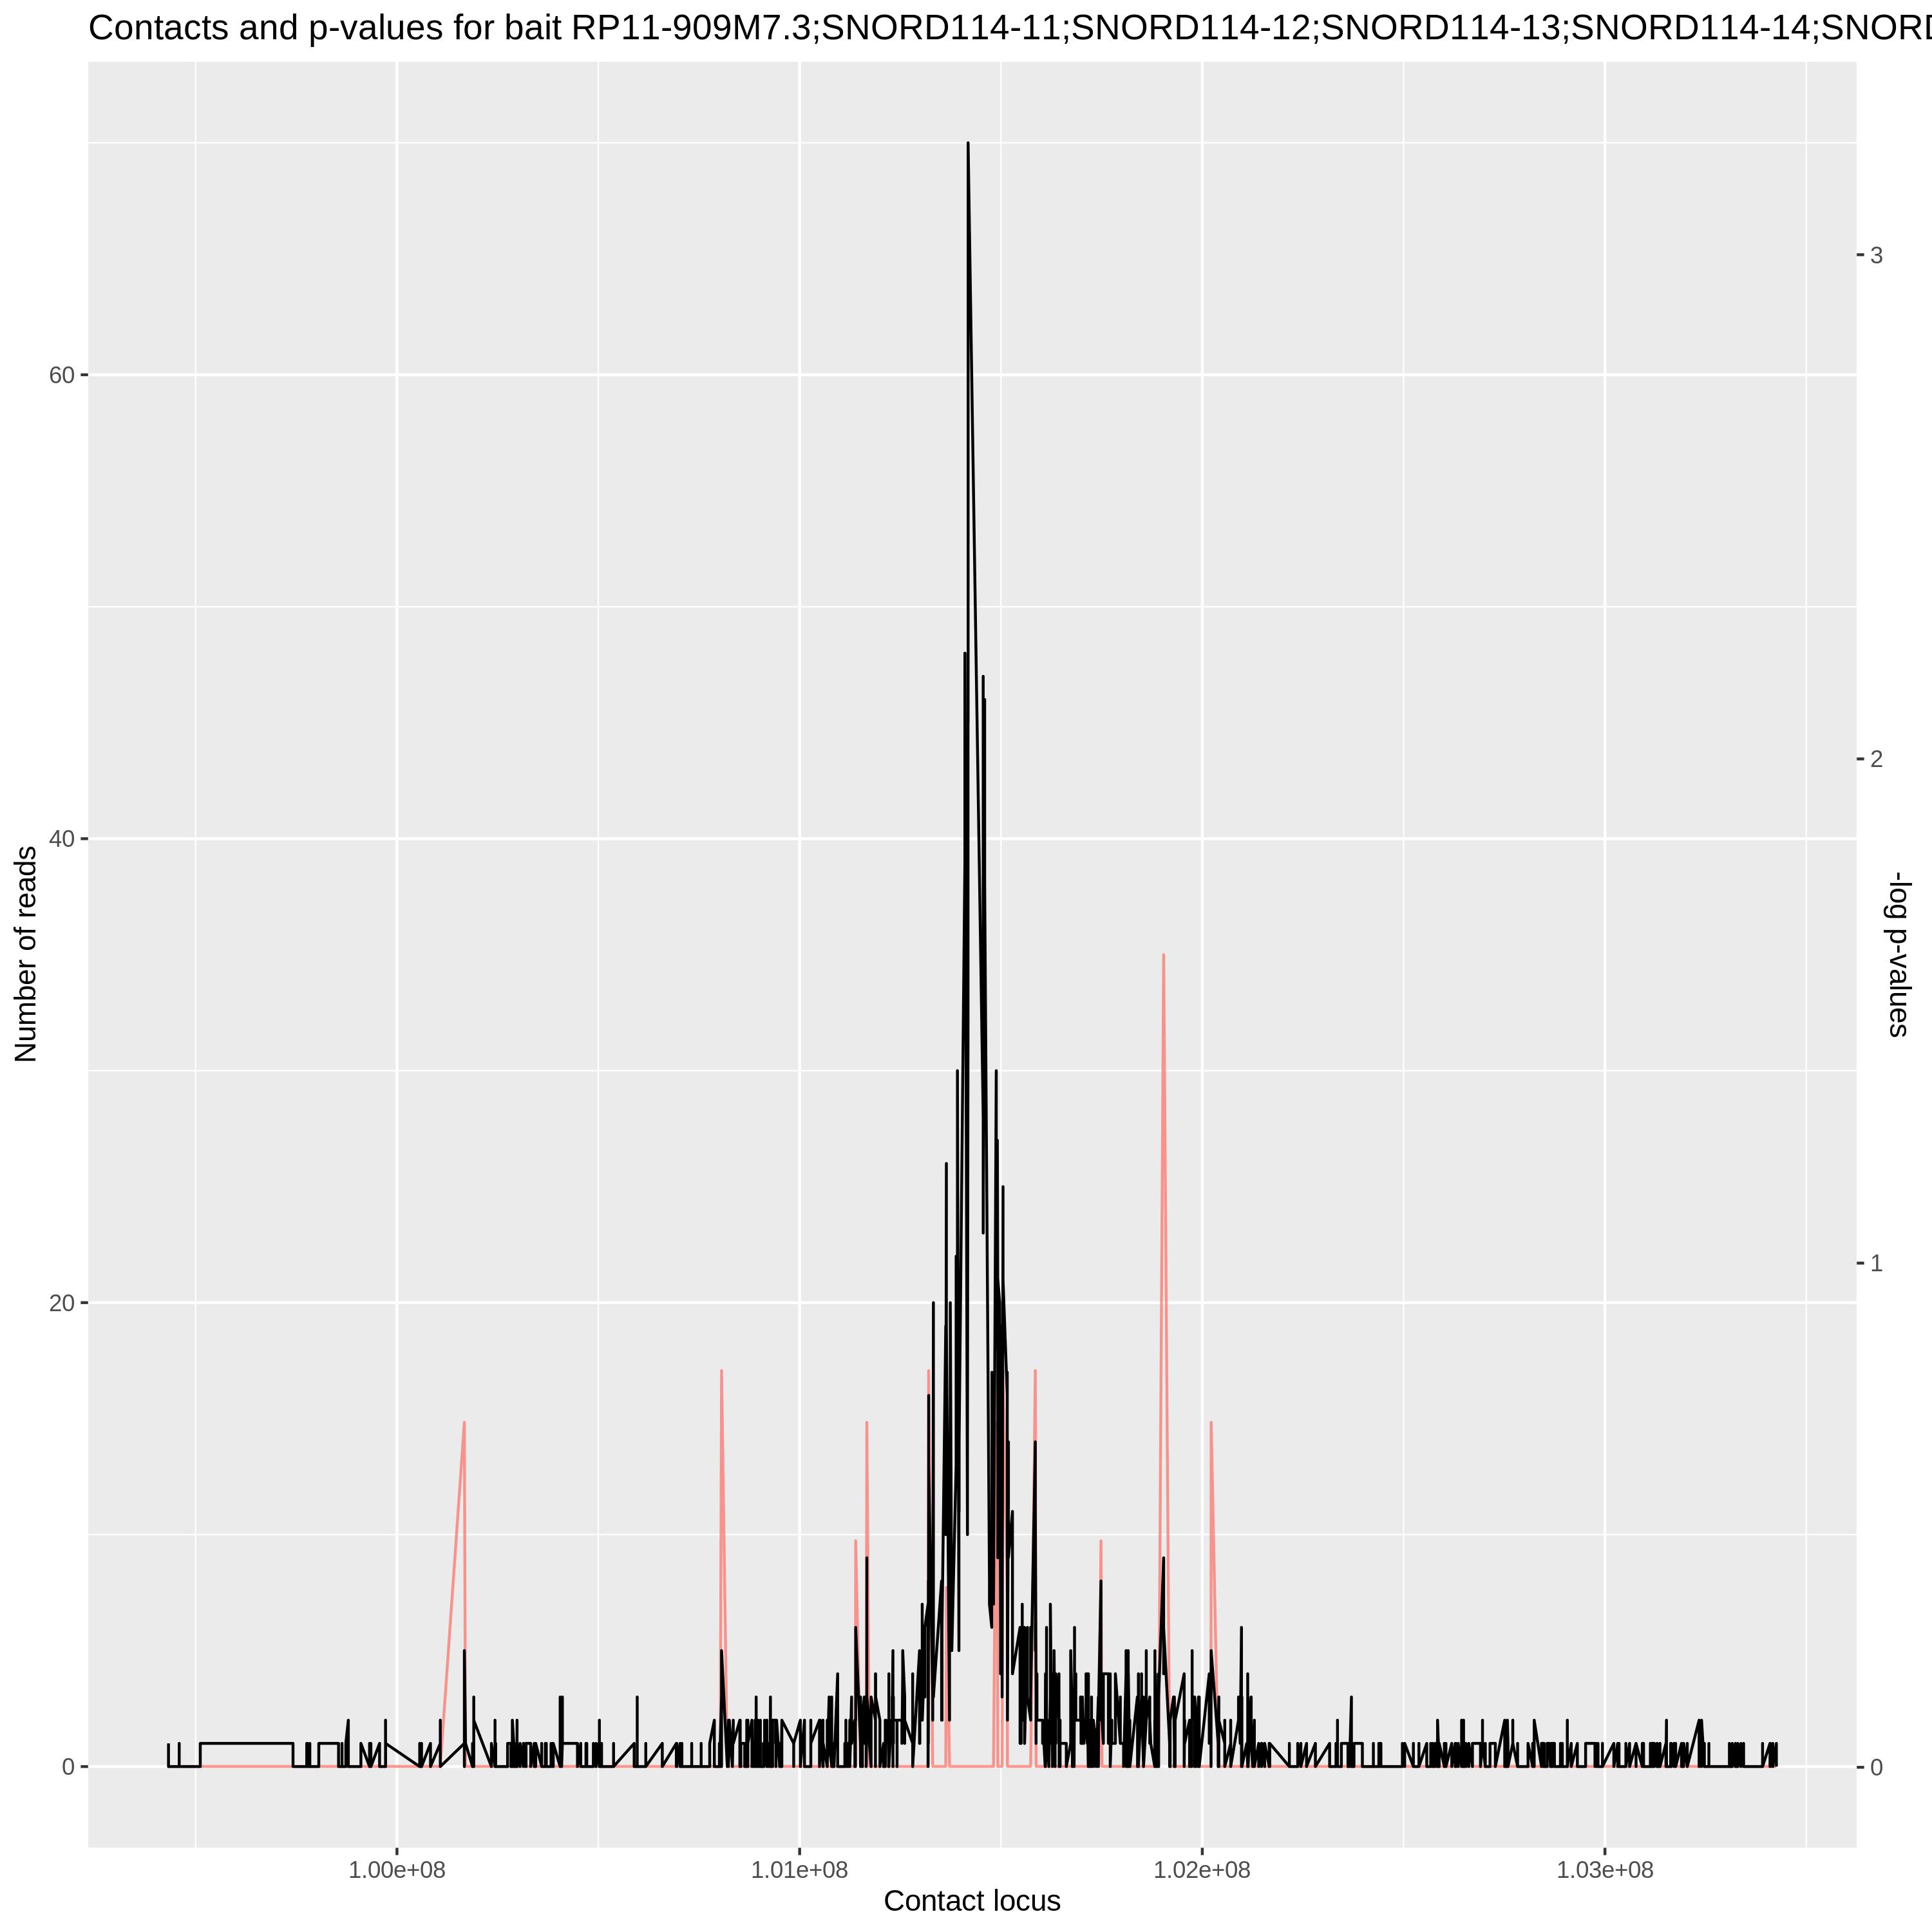 Contacts and p-values for bait RP11-909M7.3;SNORD114-11;SNORD114-12;SNORD114-13;SNORD114-14;SNORD
60
40
20
0
Number of reads
3
2
1
0
-log p-values
1.00e+08
1.01e+08
1.02e+08
1.03e+08
Contact locus